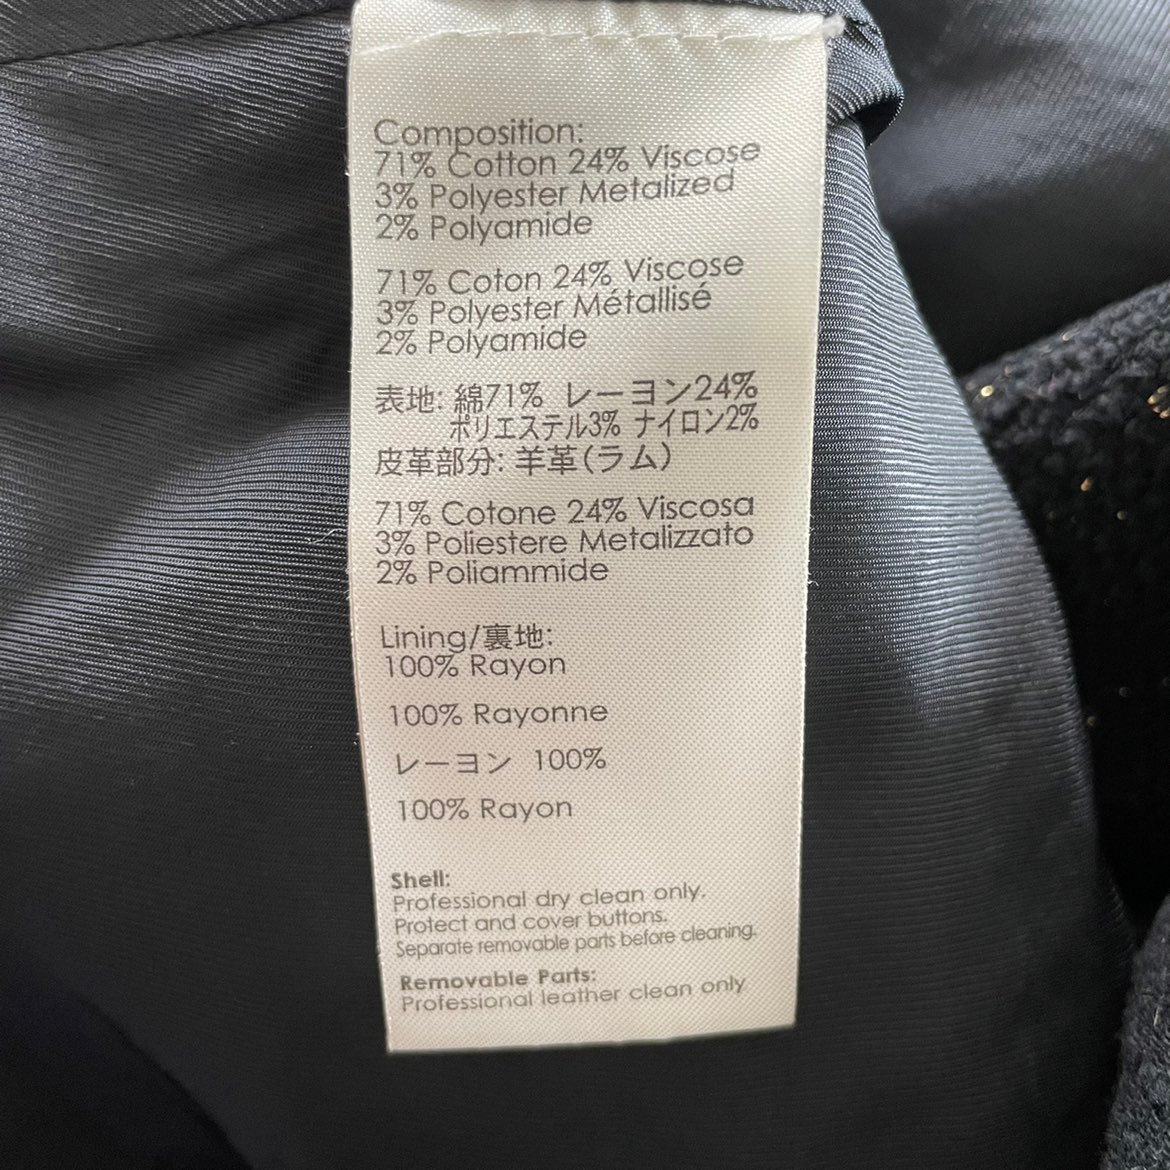 Composition:
71% Cotton 24% Viscose
3% Polyester Metalized
2% Polyamide
71% Coton 24% Viscose
3% Polyester Métallisé
2% Polyamide
表地: 綿71% レーヨン24%
ポリエステル3% ナイロン2%
皮革部分: 羊革(ラム)
71% Cotone 24% Viscosa
3% Poliestere Metalizzato
2% Poliammide
Lining/裏地:
100% Rayon
100% Rayonne
レーヨン 100%
100% Rayon
Shell:
Professional dry clean only.
Protect and cover buttons.
Separate removable parts before cleaning.
Removable Parts:
Professional leather clean only